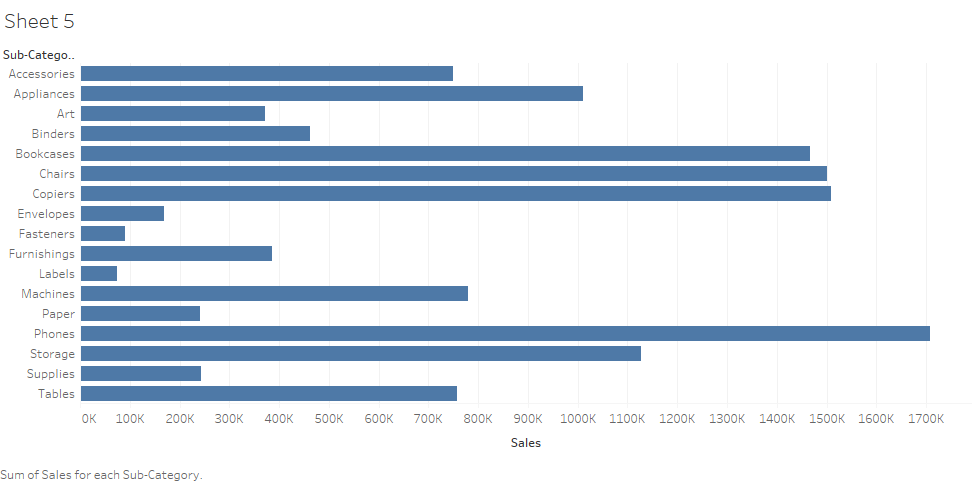 Sheet 5
Sub-Catego..
Accessories
Appliances
Art
Binders
Bookcases
Chairs
Copiers
Envelopes
Fasteners
Furnishings
Labels
Machines
Paper
Phones
Storage
Supplies
Tables
0K 100K 200K 300K 400K 500K 600K 700K 800K 900K 1000K 1100K 1200K 1300K 1400K 1500K 1600K 1700K
Sales
Sum of Sales for each Sub-Category.